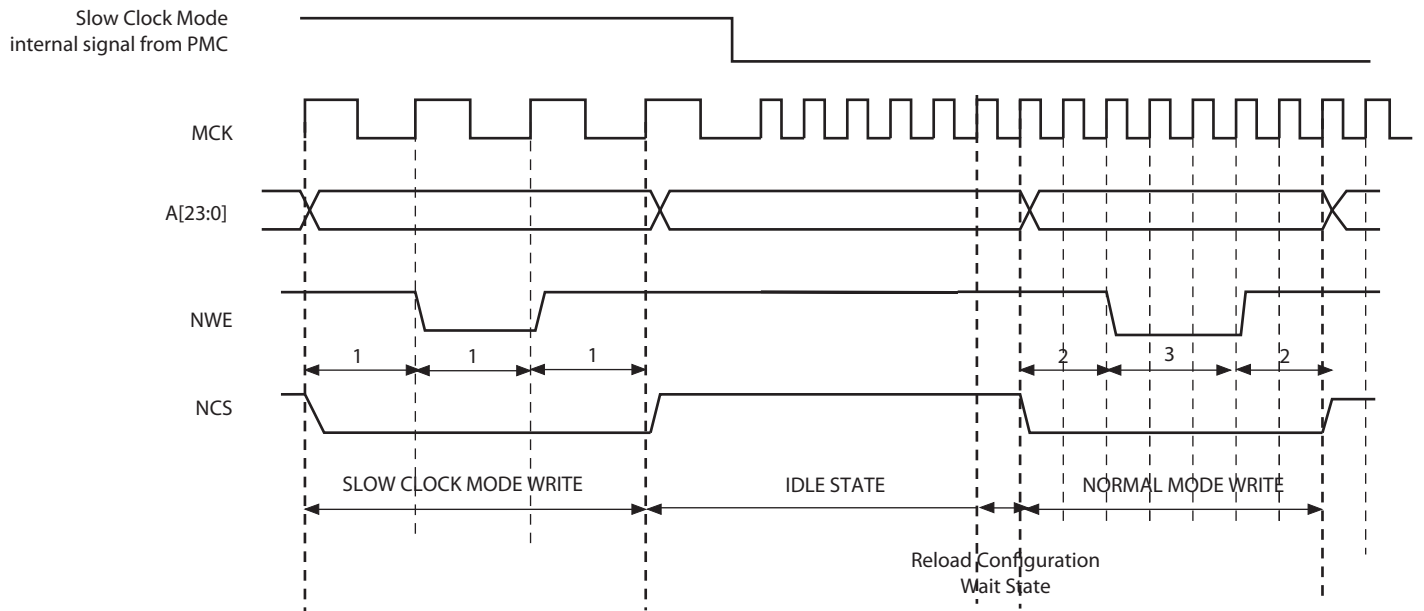 Slow Clock Mode
internal signal from PMC
MCK
A[23:0]
NWE
1 1 1 2 3 2
NCS
SLOW CLOCK MODE WRITE IDLE STATE NORMAL MODE WRITE
Reload Configuration
Wait State